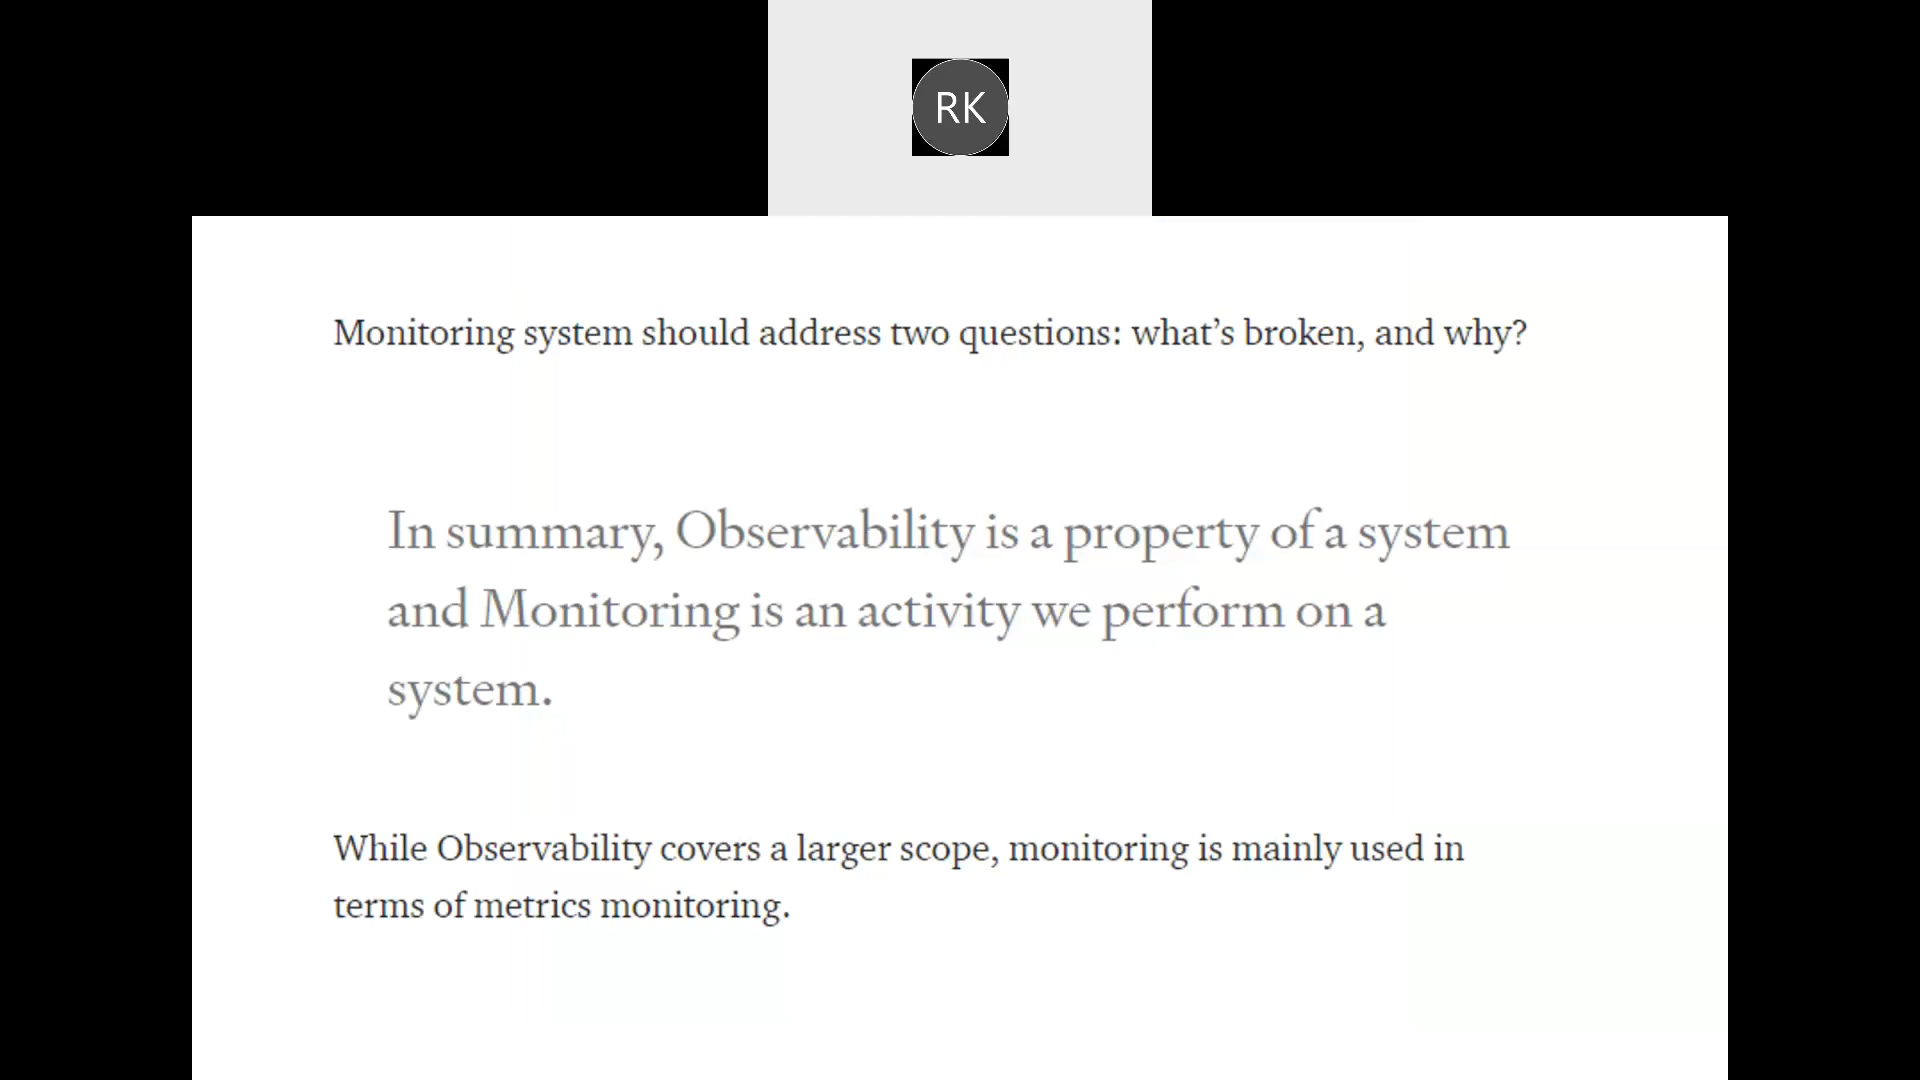 RK
Monitoring system should address two questions: what’s broken, and why?
In summary, Observability is a property of a system
and Monitoring is an activity we perform on a
system.
While Observability covers a larger scope, monitoring is mainly used in
terms of metrics monitoring.